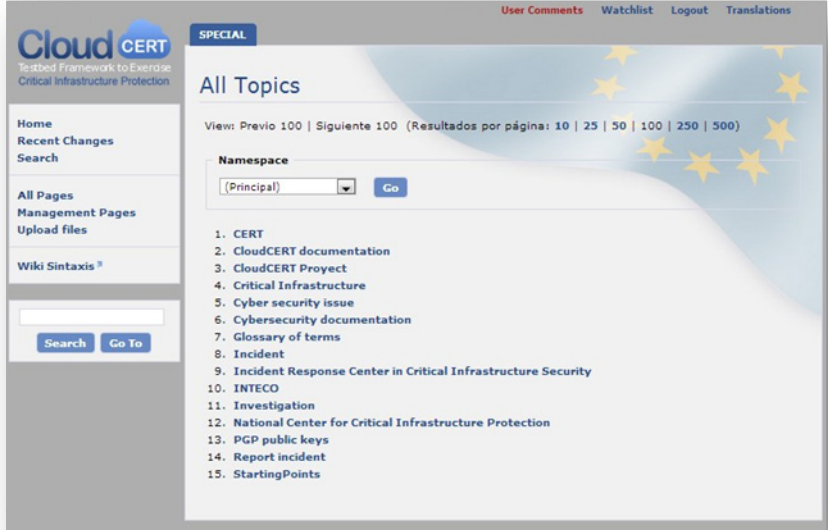 User Comments Watchlist Logout Translations
Cloud CERT
Testbed Framework to Exercise
Critical Infrastructure Protection
SPECIAL
All Topics
View: Previo 100 | Siguiente 100 (Resultados por página: 10 | 25 | 50 | 100 | 250 | 500)
Home
Recent Changes
Search
All Pages
Management Pages
Upload files
Wiki Sintaxis
Search Go To
Namespace
(Principal) Go
1. CERT
2. CloudCERT documentation
3. CloudCERT Proyect
4. Critical Infrastructure
5. Cyber security issue
6. Cybersecurity documentation
7. Glossary of terms
8. Incident
9. Incident Response Center in Critical Infrastructure Security
10. INTECO
11. Investigation
12. National Center for Critical Infrastructure Protection
13. PGP public keys
14. Report incident
15. StartingPoints